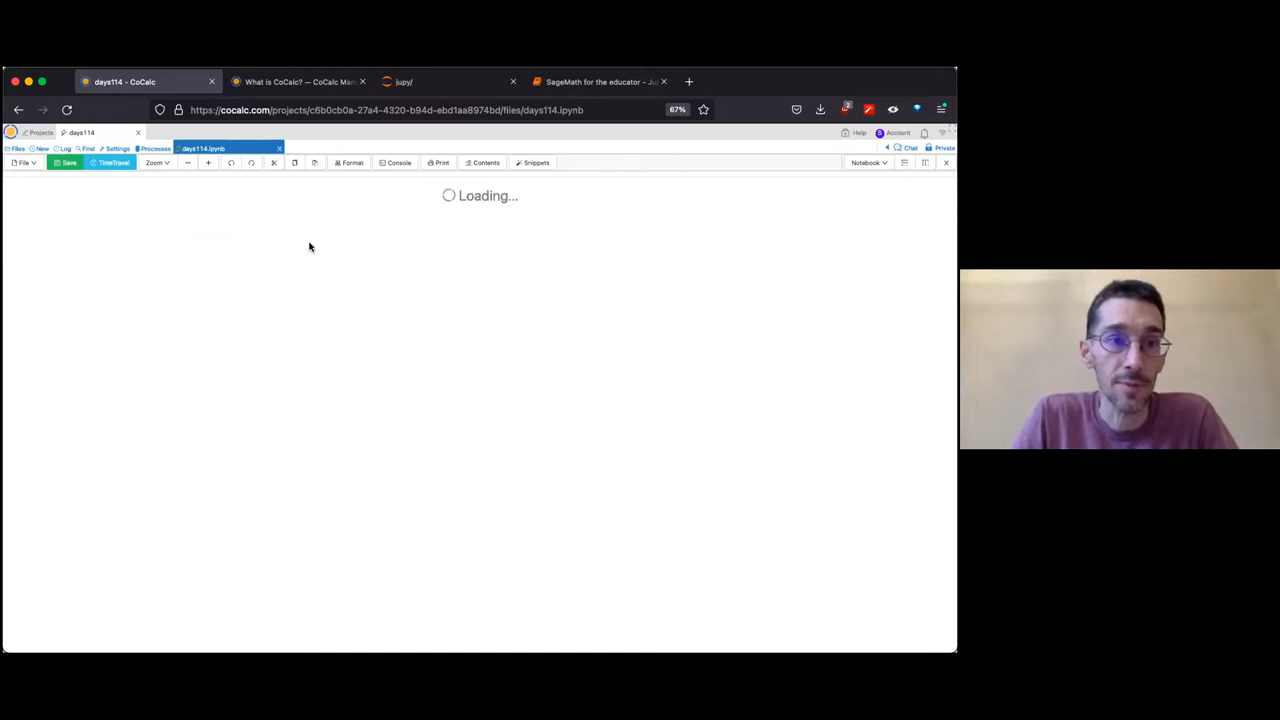 days114 - CoCalc
What is CoCalc? — CoCalc Man
jupy/
SageMath for the educator - Ju
https://cocalc.com/projects/c6b0cb0a-27a4-4320-b94d-ebd1aa8974bd/files/days114.ipynb
67%
Projects
days114
Help
Account
Files
New
Log
Find
Settings
Processes
days114.ipynb
Chat
Private
File
Save
TimeTravel
Zoom
Format
Console
Print
Contents
Snippets
Notebook
Loading...